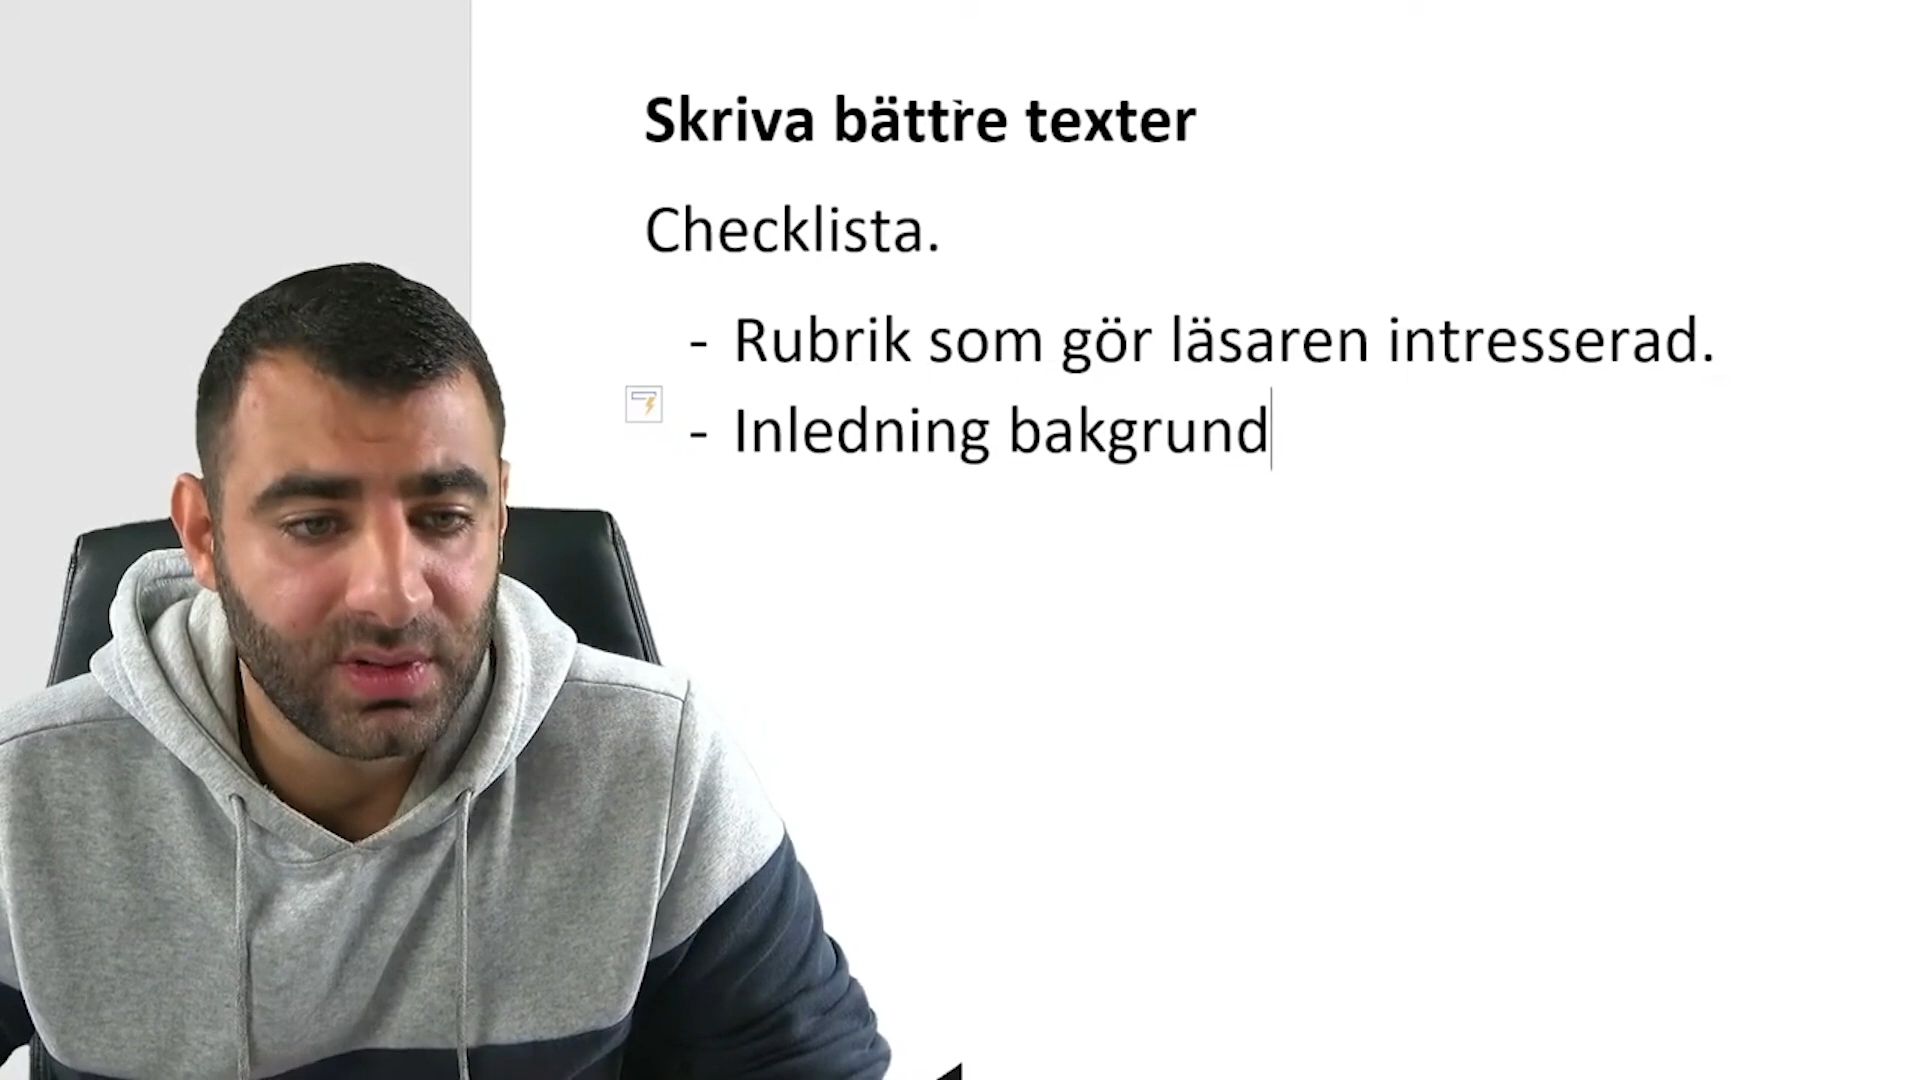 Skriva bättre texter
Checklista.
- Rubrik som gör läsaren intresserad.
- Inledning bakgrund